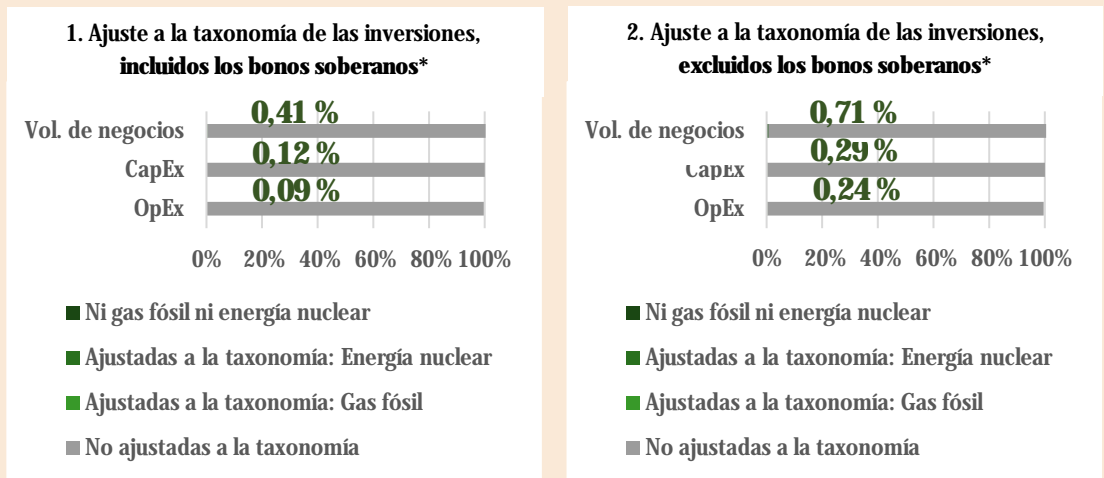 1. Ajuste a la taxonomía de las inversiones,
incluidos los bonos soberanos*
0,41 %
Vol. de negocios
0,12 %
CapEx
0,09 %
OpEx
0% 20% 40% 60% 80% 100%
Ni gas fósil ni energía nuclear
Ajustadas a la taxonomía: Energía nuclear
Ajustadas a la taxonomía: Gas fósil
No ajustadas a la taxonomía
2. Ajuste a la taxonomía de las inversiones,
excluidos los bonos soberanos*
0,71 %
Vol. de negocios
0,29 %
CapEx
0,24 %
OpEx
0% 20% 40% 60% 80% 100%
Ni gas fósil ni energía nuclear
Ajustadas a la taxonomía: Energía nuclear
Ajustadas a la taxonomía: Gas fósil
No ajustadas a la taxonomía